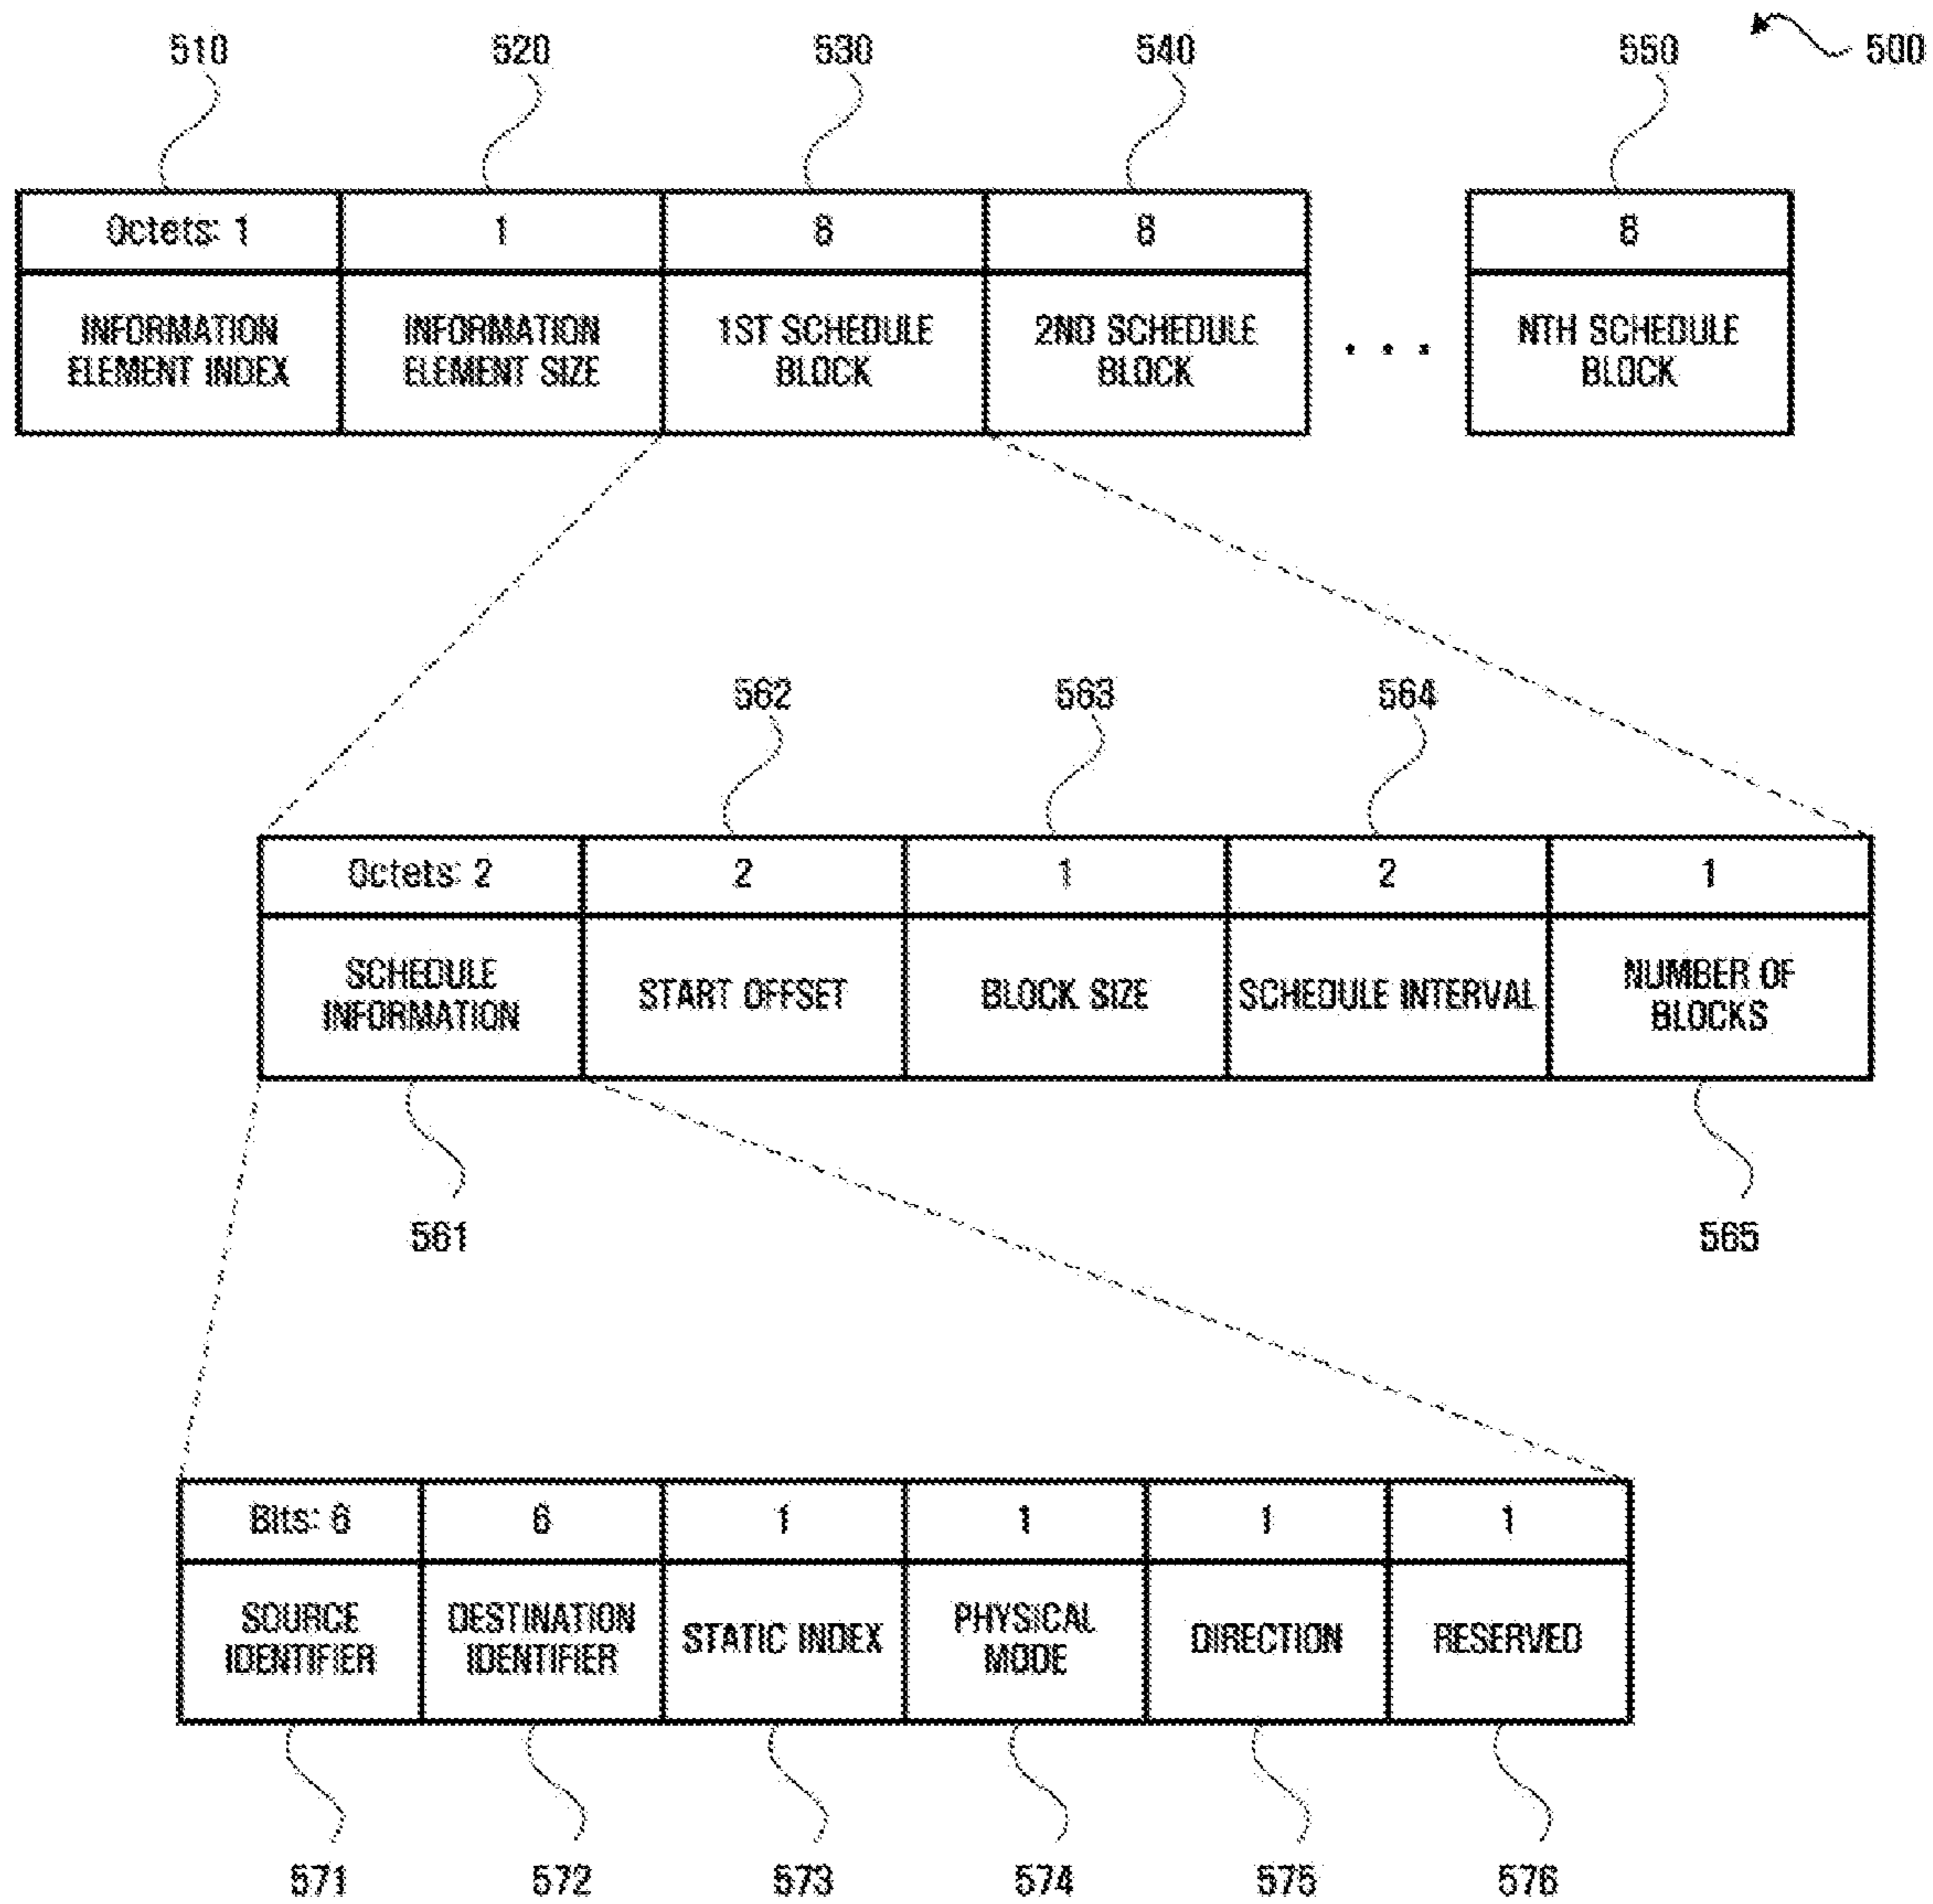 510 520 530 540 550 500
Octets: 1 1 8 8 8
INFORMATION ELEMENT INDEX
INFORMATION ELEMENT SIZE
1ST SCHEDULE BLOCK
2ND SCHEDULE BLOCK
. . .
NTH SCHEDULE BLOCK
562 563 564
Octets: 2 2 1 2 1
SCHEDULE INFORMATION
START OFFSET
BLOCK SIZE
SCHEDULE INTERVAL
NUMBER OF BLOCKS
561 565
Bits: 6 6 1 1 1 1
SOURCE IDENTIFIER
DESTINATION IDENTIFIER
STATIC INDEX
PHYSICAL MODE
DIRECTION
RESERVED
571 572 573 574 575 576